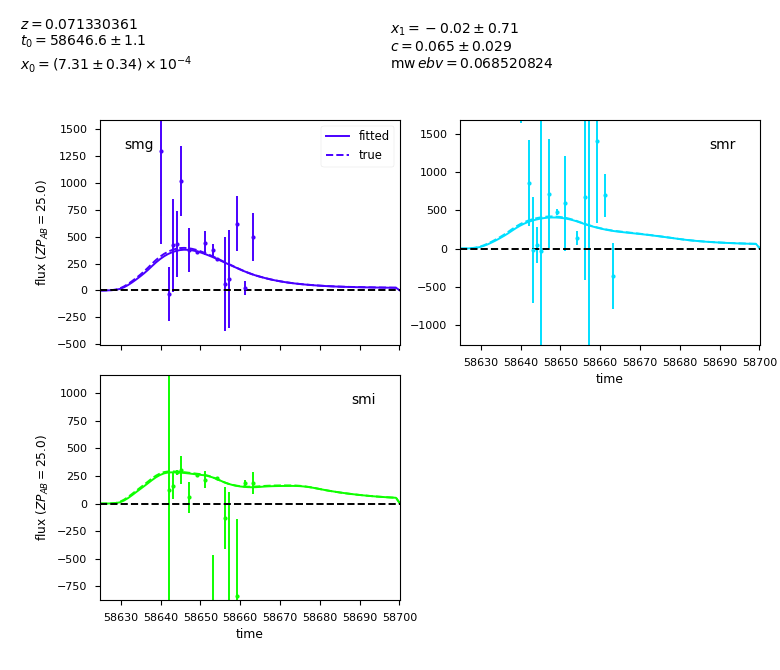 z = 0.071330361
t₀ = 58646.6 ± 1.1
x₀ = (7.31 ± 0.34) × 10⁻⁴
x₁ = −0.02 ± 0.71
c = 0.065 ± 0.029
mw ebv = 0.068520824
smg
fitted
true
1500
1250
1000
750
500
250
0
−250
−500
flux (ZP_AB = 25.0)
smr
1500
1000
500
0
−500
−1000
58630 58640 58650 58660 58670 58680 58690 58700
time
smi
1000
750
500
250
0
−250
−500
−750
flux (ZP_AB = 25.0)
58630 58640 58650 58660 58670 58680 58690 58700
time